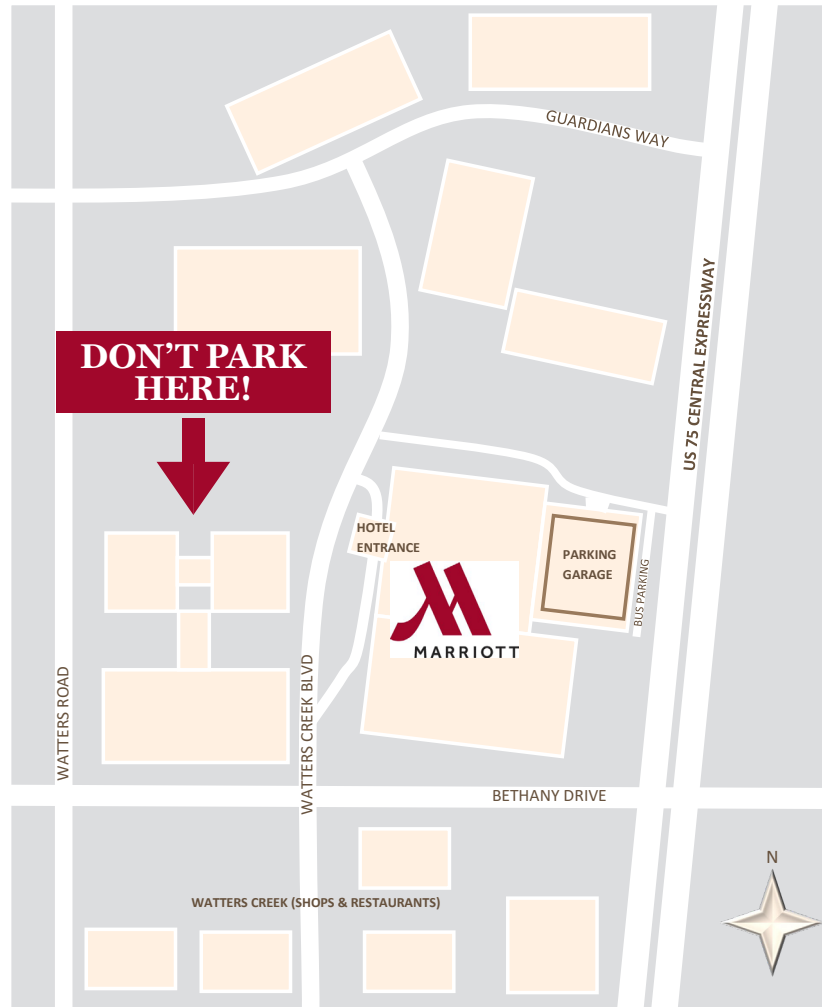 GUARDIANS WAY
US 75 CENTRAL EXPRESSWAY
DON’T PARK
HERE!
HOTEL
ENTRANCE
PARKING
GARAGE
BUS PARKING
MARRIOTT
WATTERS ROAD
WATTERS CREEK BLVD
BETHANY DRIVE
N
WATTERS CREEK (SHOPS & RESTAURANTS)